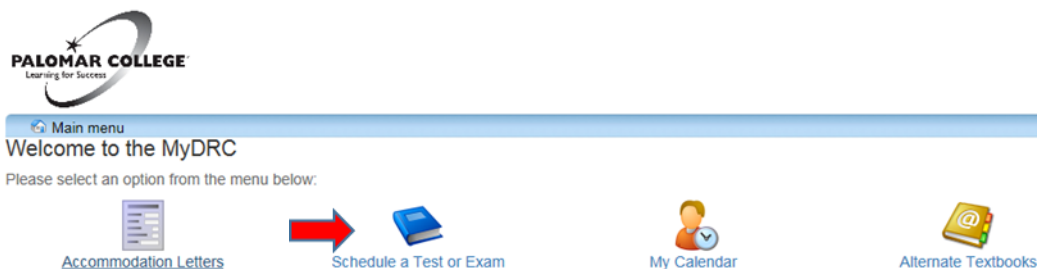 PALOMAR COLLEGE
Learning for Success
Main menu
Welcome to the MyDRC
Please select an option from the menu below:
Accommodation Letters Schedule a Test or Exam My Calendar Alternate Textbooks